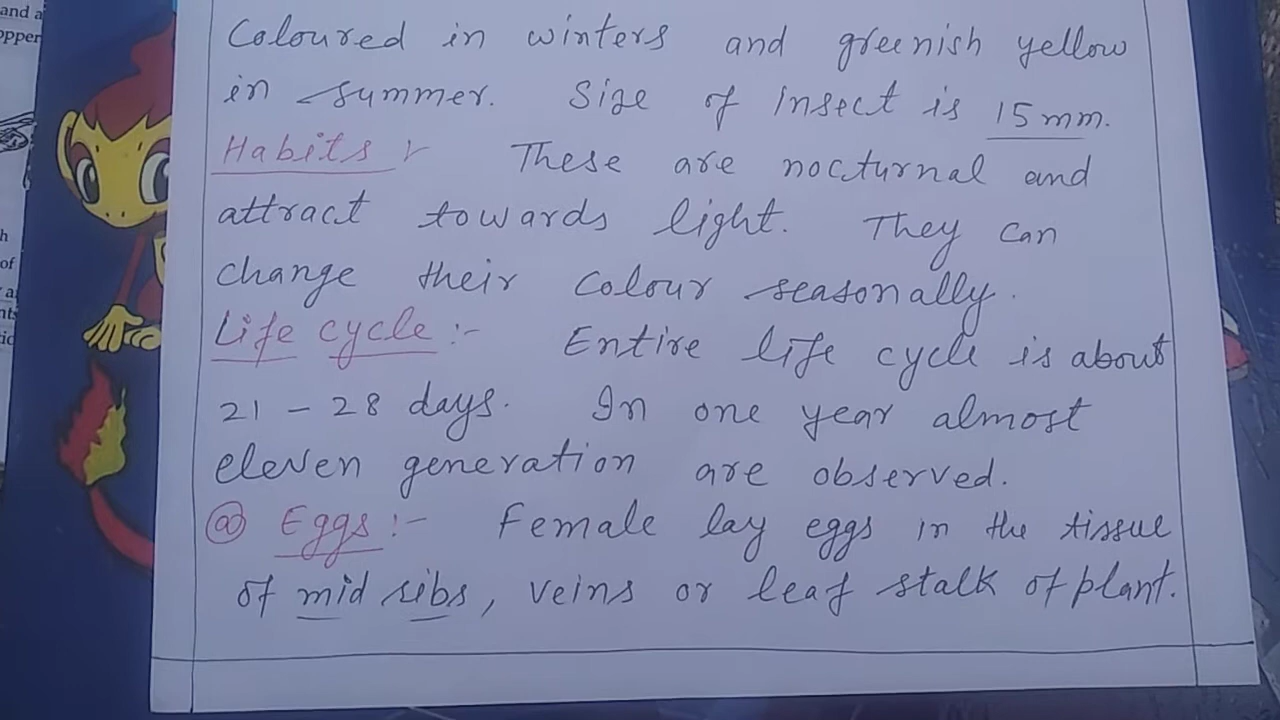 and a
opper
h
of
Coloured in winters and greenish yellow
in summer. Size of insect is 15 mm.
Habits :- These are nocturnal and
attract towards light. They can
change their colour seasonally.
Life cycle :- Entire life cycle is about
21 - 28 days. In one year almost
eleven generation are observed.
(a) Eggs :- Female lay eggs in the tissue
of mid ribs, veins or leaf stalk of plant.